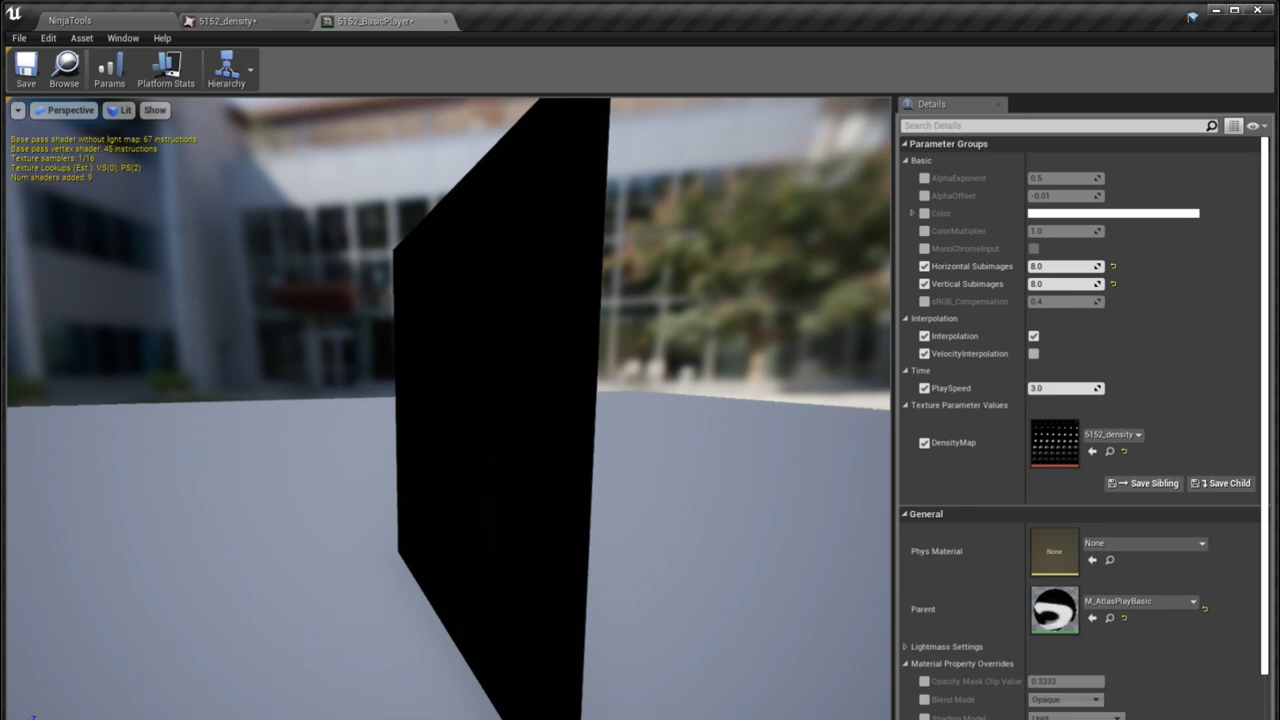 NinjaTools 5152_density* 5152_BasicPlayer*
File Edit Asset Window Help
Save Browse Params Platform Stats Hierarchy
Perspective Lit Show
Base pass shader without light map: 67 instructions
Base pass vertex shader: 45 instructions
Texture samplers: 1/16
Texture Lookups (Est.): VS(0), PS(2)
Num shaders added: 9
Details
Search Details
Parameter Groups
Basic
AlphaExponent 0.5
AlphaOffset -0.01
Color
ColorMultiplier 1.0
MonoChromeInput
Horizontal Subimages 8.0
Vertical Subimages 8.0
sRGB_Compensation 0.4
Interpolation
Interpolation
VelocityInterpolation
Time
PlaySpeed 3.0
Texture Parameter Values
DensityMap 5152_density
Save Sibling Save Child
General
Phys Material None None
Parent M_AtlasPlayBasic
Lightmass Settings
Material Property Overrides
Opacity Mask Clip Value 0.3333
Blend Mode Opaque
Shading Model Unlit
Z